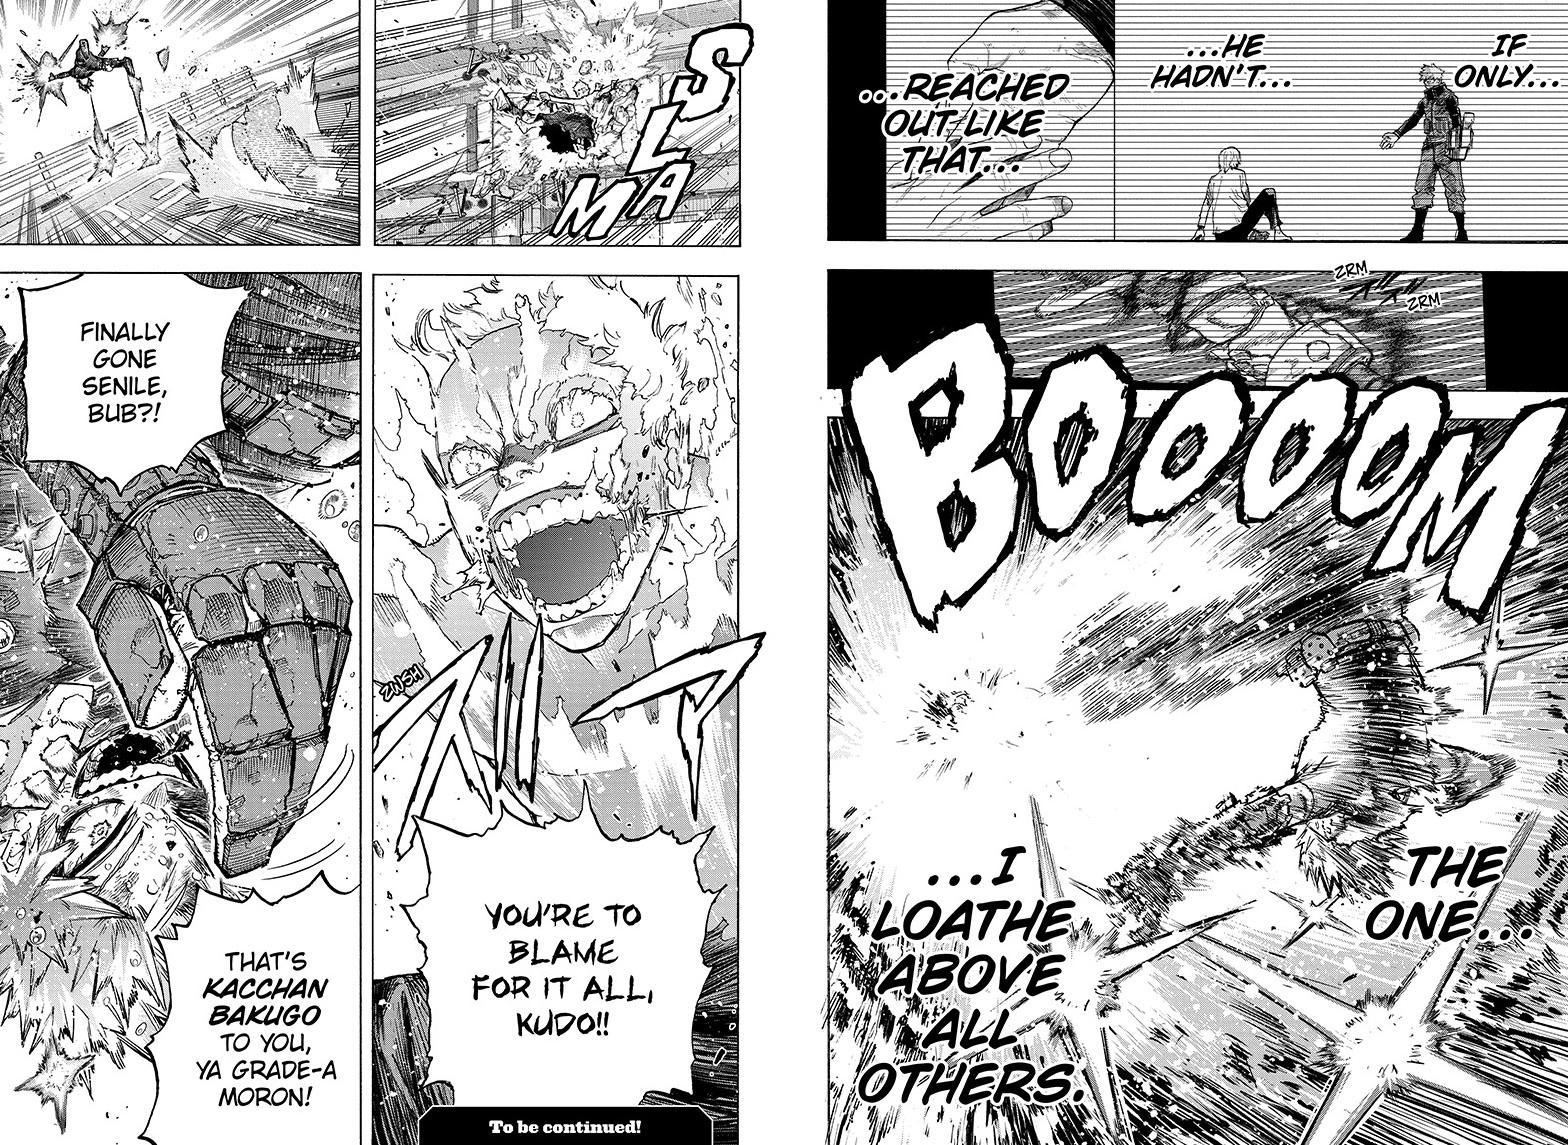 IF
ONLY...
...HE
HADN'T...
...REACHED
OUT LIKE
THAT...
ZRM
ZRM
BOOOOM
THE
ONE...
...I
LOATHE
ABOVE
ALL
OTHERS.
SLAM
ZWSH
YOU'RE TO
BLAME
FOR IT ALL,
KUDO!!
FINALLY
GONE
SENILE,
BUB?!
THAT'S
KACCHAN
BAKUGO
TO YOU,
YA GRADE-A
MORON!
To be continued!